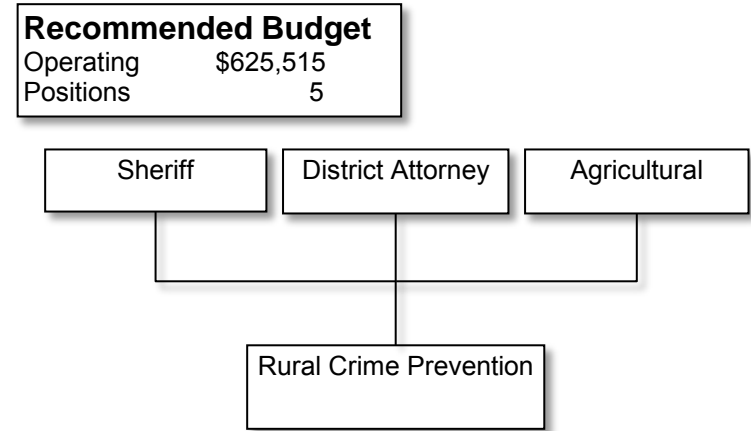 Recommended Budget
Operating $625,515
Positions 5
Sheriff
District Attorney
Agricultural
Rural Crime Prevention